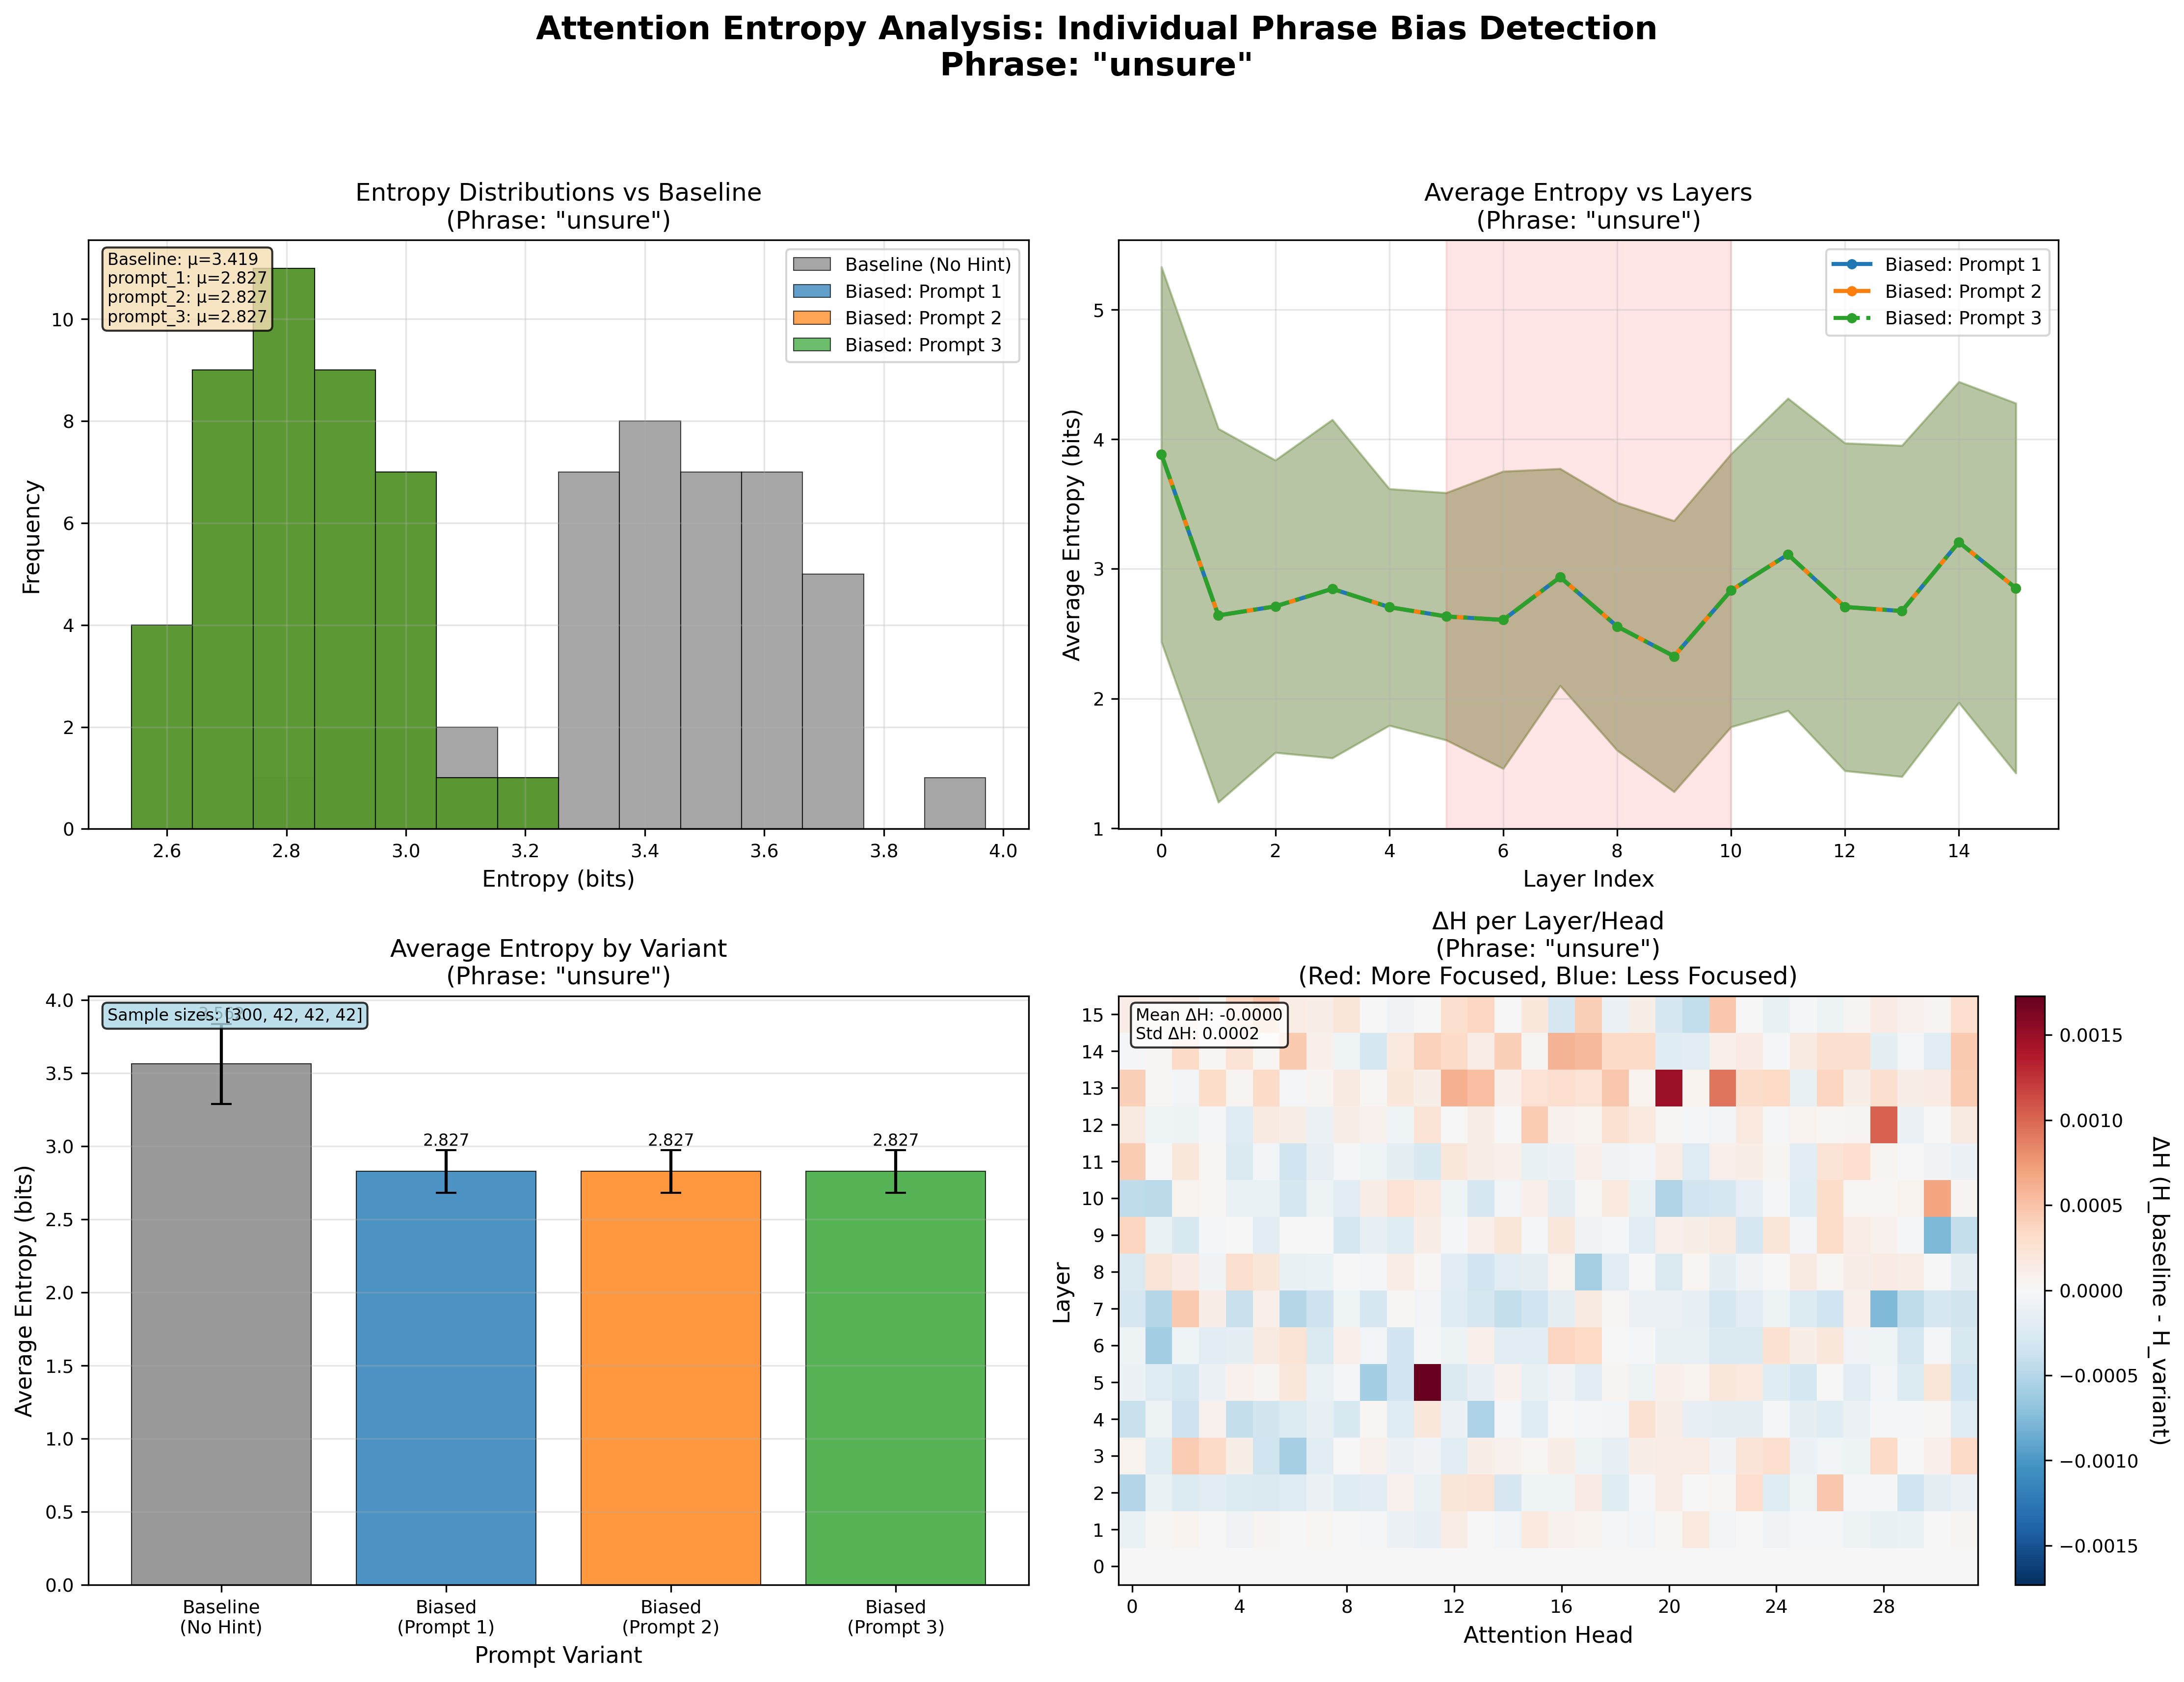 Attention Entropy Analysis: Individual Phrase Bias Detection
Phrase: "unsure"
Entropy Distributions vs Baseline
(Phrase: "unsure")
Baseline: μ=3.419
prompt_1: μ=2.827
prompt_2: μ=2.827
prompt_3: μ=2.827
Baseline (No Hint)
Biased: Prompt 1
Biased: Prompt 2
Biased: Prompt 3
Frequency
10
8
6
4
2
0
2.6 2.8 3.0 3.2 3.4 3.6 3.8 4.0
Entropy (bits)
Average Entropy vs Layers
(Phrase: "unsure")
Biased: Prompt 1
Biased: Prompt 2
Biased: Prompt 3
Average Entropy (bits)
5
4
3
2
1
0 2 4 6 8 10 12 14
Layer Index
Average Entropy by Variant
(Phrase: "unsure")
Sample sizes: [300, 42, 42, 42]
2.827 2.827 2.827
Average Entropy (bits)
4.0
3.5
3.0
2.5
2.0
1.5
1.0
0.5
0.0
Baseline
(No Hint)
Biased
(Prompt 1)
Biased
(Prompt 2)
Biased
(Prompt 3)
Prompt Variant
ΔH per Layer/Head
(Phrase: "unsure")
(Red: More Focused, Blue: Less Focused)
Mean ΔH: -0.0000
Std ΔH: 0.0002
Layer
15
14
13
12
11
10
9
8
7
6
5
4
3
2
1
0
0 4 8 12 16 20 24 28
Attention Head
0.0015
0.0010
0.0005
0.0000
−0.0005
−0.0010
−0.0015
ΔH (H_baseline - H_variant)